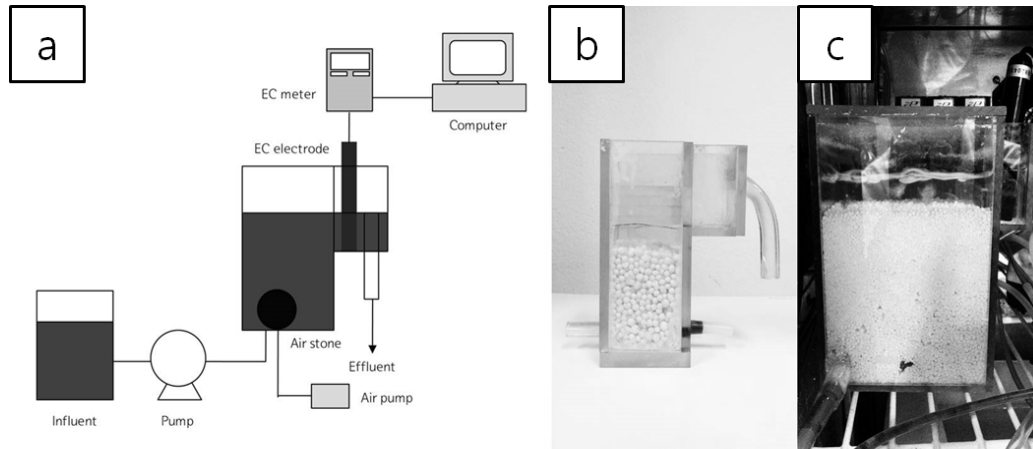 a
EC meter
Computer
EC electrode
Air stone
Effluent
Air pump
Influent
Pump
b
c